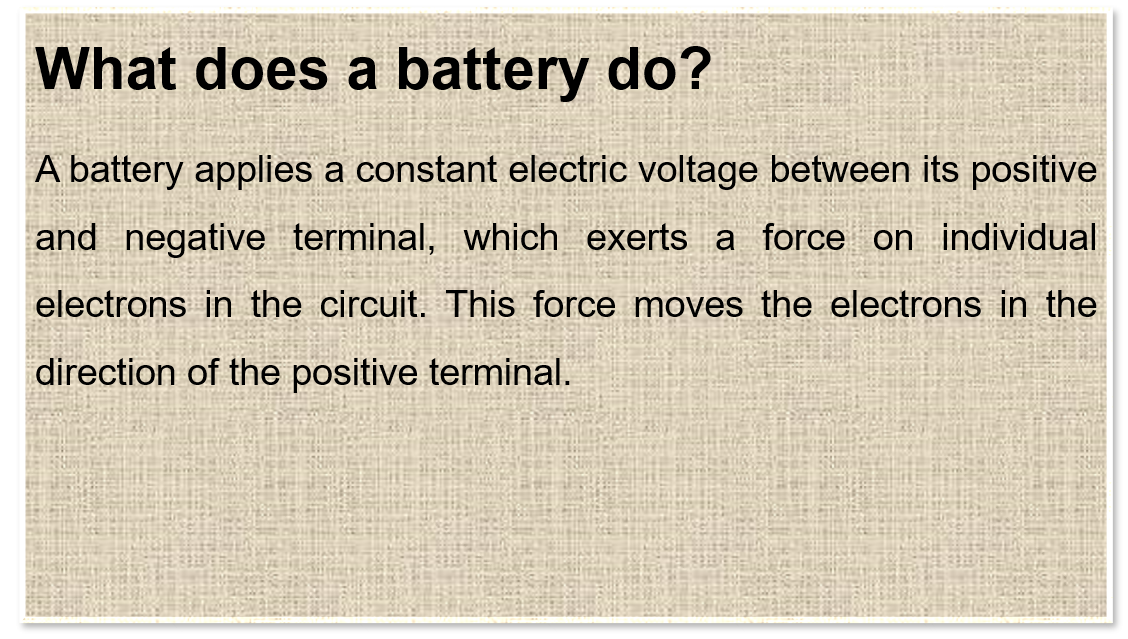 What does a battery do?
A battery applies a constant electric voltage between its positive
and negative terminal, which exerts a force on individual
electrons in the circuit. This force moves the electrons in the
direction of the positive terminal.